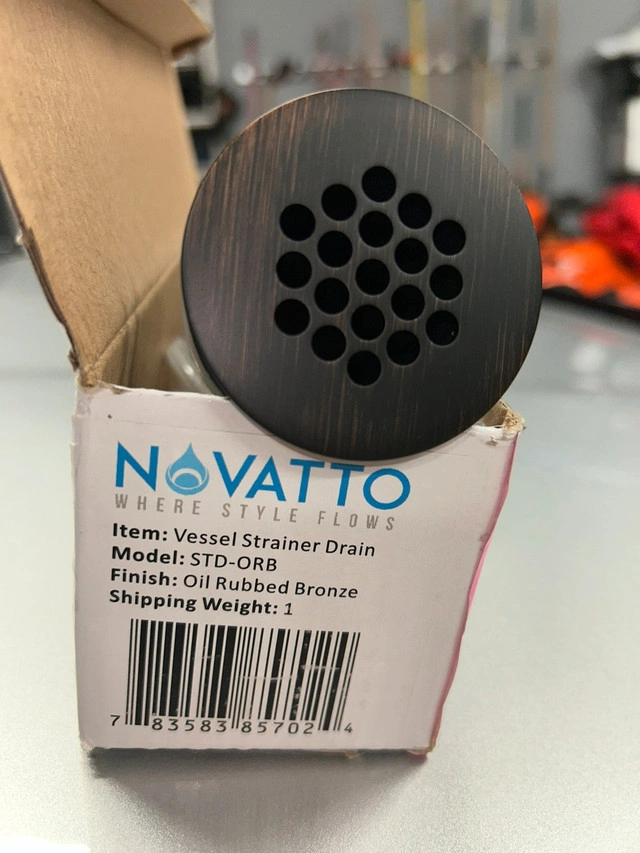 NOVATTO
WHERE STYLE FLOWS
Item: Vessel Strainer Drain
Model: STD-ORB
Finish: Oil Rubbed Bronze
Shipping Weight: 1
7 83583 85702 4